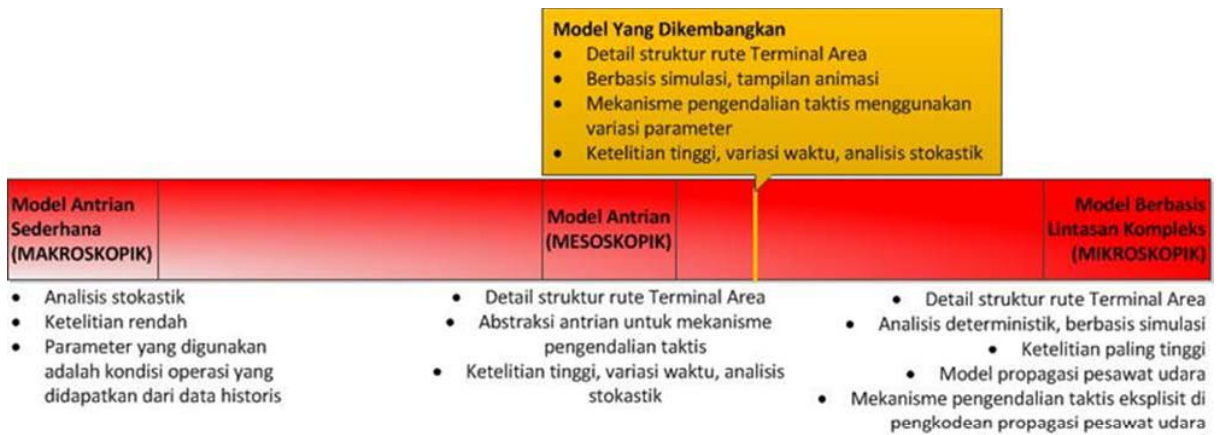 Model Yang Dikembangkan
• Detail struktur rute Terminal Area
• Berbasis simulasi, tampilan animasi
• Mekanisme pengendalian taktis menggunakan
variasi parameter
• Ketelitian tinggi, variasi waktu, analisis stokastik
Model Antrian
Sederhana
(MAKROSKOPIK)
Model Antrian
(MESOSKOPIK)
Model Berbasis
Lintasan Kompleks
(MIKROSKOPIK)
• Analisis stokastik
• Ketelitian rendah
• Parameter yang digunakan
adalah kondisi operasi yang
didapatkan dari data historis
• Detail struktur rute Terminal Area
• Abstraksi antrian untuk mekanisme
pengendalian taktis
• Ketelitian tinggi, variasi waktu, analisis
stokastik
• Detail struktur rute Terminal Area
• Analisis deterministik, berbasis simulasi
• Ketelitian paling tinggi
• Model propagasi pesawat udara
• Mekanisme pengendalian taktis eksplisit di
pengkodean propagasi pesawat udara